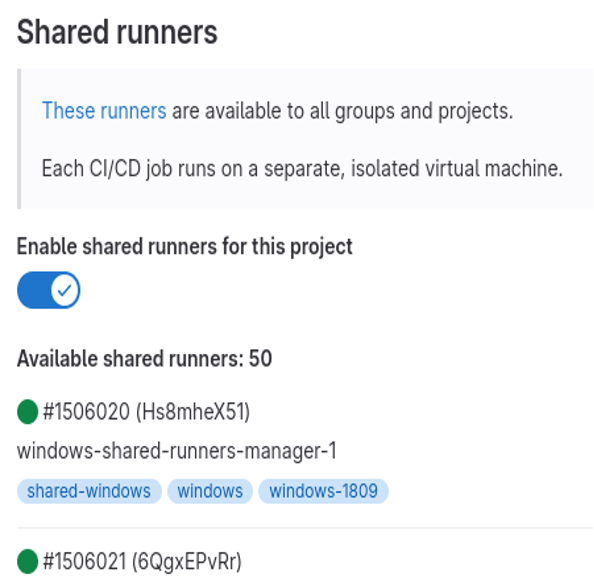 Shared runners
These runners are available to all groups and projects.
Each CI/CD job runs on a separate, isolated virtual machine.
Enable shared runners for this project
Available shared runners: 50
#1506020 (Hs8mheX51)
windows-shared-runners-manager-1
shared-windows windows windows-1809
#1506021 (6QgxEPvRr)